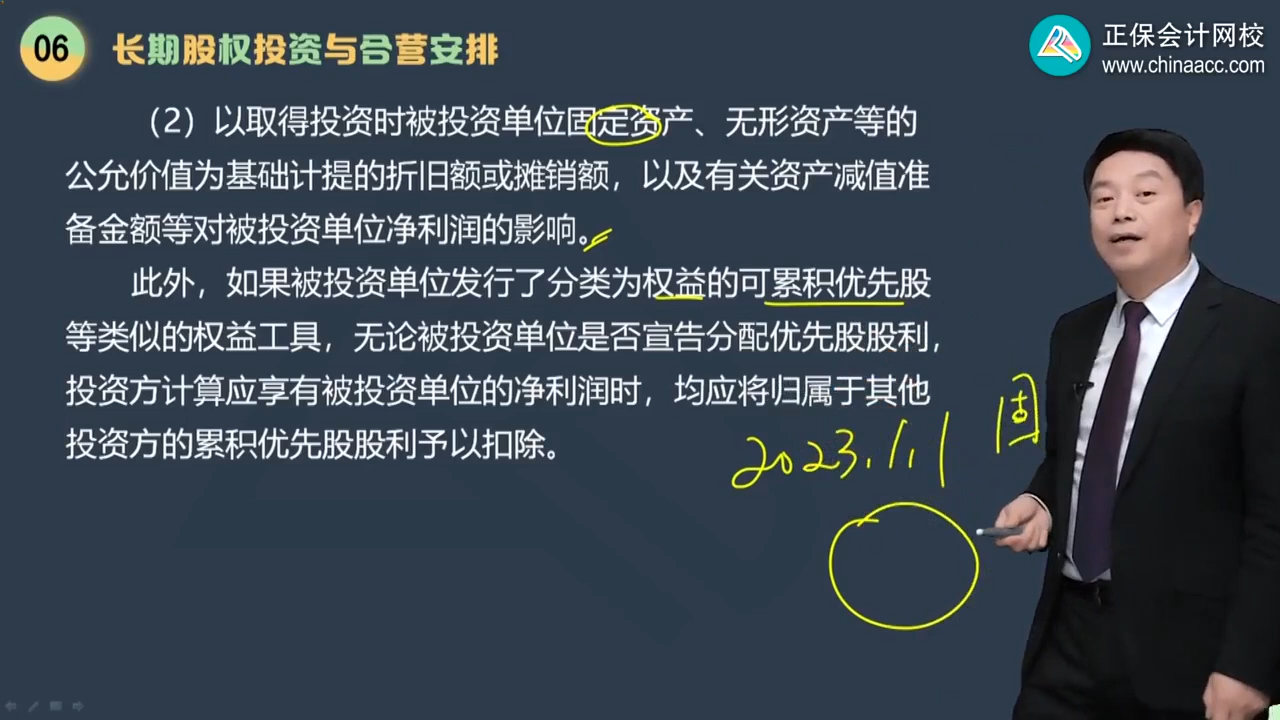 06
长期股权投资与合营安排
正保会计网校
www.chinaacc.com
（2）以取得投资时被投资单位固定资产、无形资产等的
公允价值为基础计提的折旧额或摊销额，以及有关资产减值准
备金额等对被投资单位净利润的影响。
此外，如果被投资单位发行了分类为权益的可累积优先股
等类似的权益工具，无论被投资单位是否宣告分配优先股股利，
投资方计算应享有被投资单位的净利润时，均应将归属于其他
投资方的累积优先股股利予以扣除。
2023.1.1 固